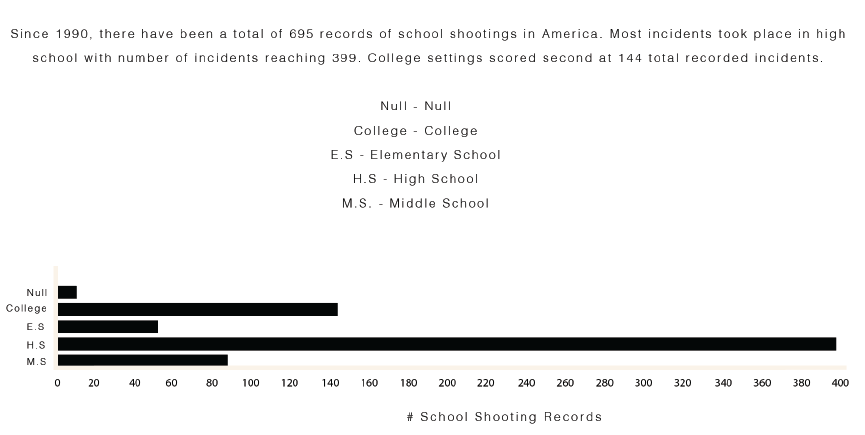 Since 1990, there have been a total of 695 records of school shootings in America. Most incidents took place in high
school with number of incidents reaching 399. College settings scored second at 144 total recorded incidents.
Null - Null
College - College
E.S - Elementary School
H.S - High School
M.S. - Middle School
Null
College
E.S
H.S
M.S
0 20 40 60 80 100 120 140 160 180 200 220 240 260 280 300 320 340 360 380 400
# School Shooting Records